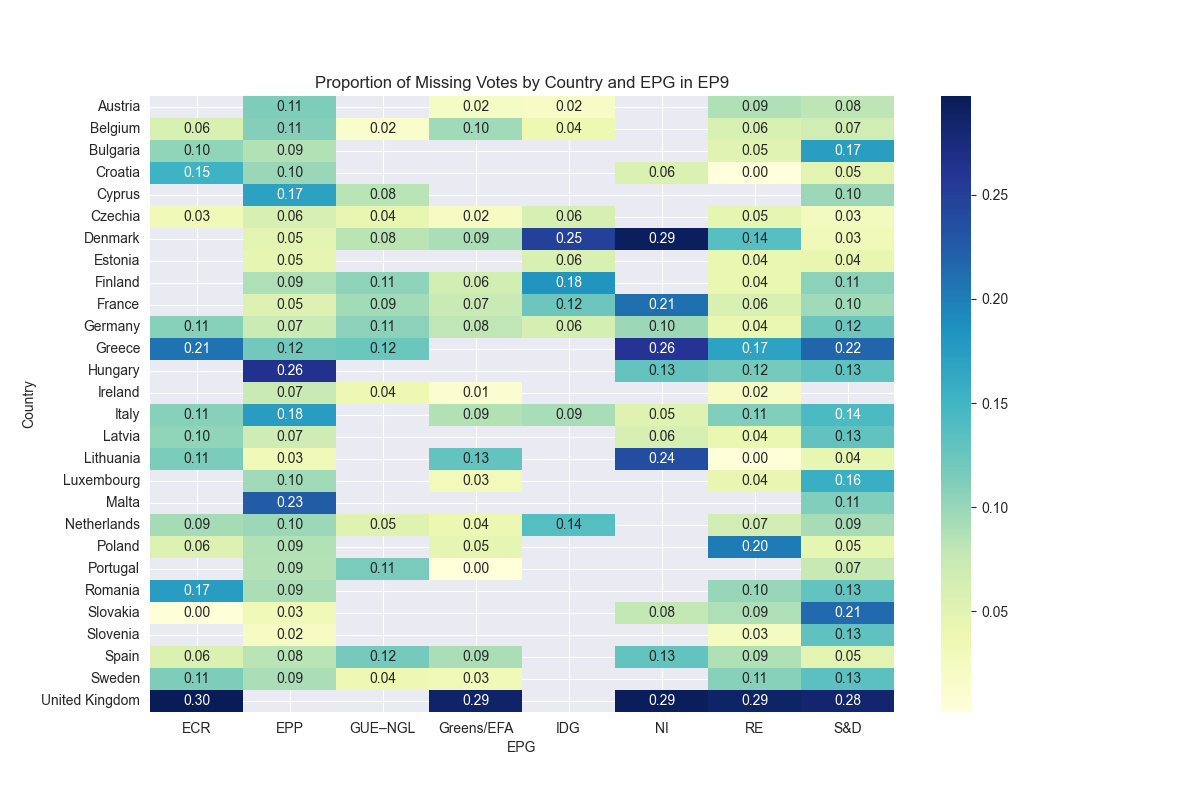 Proportion of Missing Votes by Country and EPG in EP9
Austria 0.11 0.02 0.02 0.09 0.08
Belgium 0.06 0.11 0.02 0.10 0.04 0.06 0.07
Bulgaria 0.10 0.09 0.05 0.17
Croatia 0.15 0.10 0.06 0.00 0.05
Cyprus 0.17 0.08 0.10
Czechia 0.03 0.06 0.04 0.02 0.06 0.05 0.03
Denmark 0.05 0.08 0.09 0.25 0.29 0.14 0.03
Estonia 0.05 0.06 0.04 0.04
Finland 0.09 0.11 0.06 0.18 0.04 0.11
France 0.05 0.09 0.07 0.12 0.21 0.06 0.10
Germany 0.11 0.07 0.11 0.08 0.06 0.10 0.04 0.12
Greece 0.21 0.12 0.12 0.26 0.17 0.22
Hungary 0.26 0.13 0.12 0.13
Ireland 0.07 0.04 0.01 0.02
Italy 0.11 0.18 0.09 0.09 0.05 0.11 0.14
Latvia 0.10 0.07 0.06 0.04 0.13
Lithuania 0.11 0.03 0.13 0.24 0.00 0.04
Luxembourg 0.10 0.03 0.04 0.16
Malta 0.23 0.11
Netherlands 0.09 0.10 0.05 0.04 0.14 0.07 0.09
Poland 0.06 0.09 0.05 0.20 0.05
Portugal 0.09 0.11 0.00 0.07
Romania 0.17 0.09 0.10 0.13
Slovakia 0.00 0.03 0.08 0.09 0.21
Slovenia 0.02 0.03 0.13
Spain 0.06 0.08 0.12 0.09 0.13 0.09 0.05
Sweden 0.11 0.09 0.04 0.03 0.11 0.13
United Kingdom 0.30 0.29 0.29 0.29 0.28
ECR EPP GUE–NGL Greens/EFA IDG NI RE S&D
EPG
Country
0.25
0.20
0.15
0.10
0.05